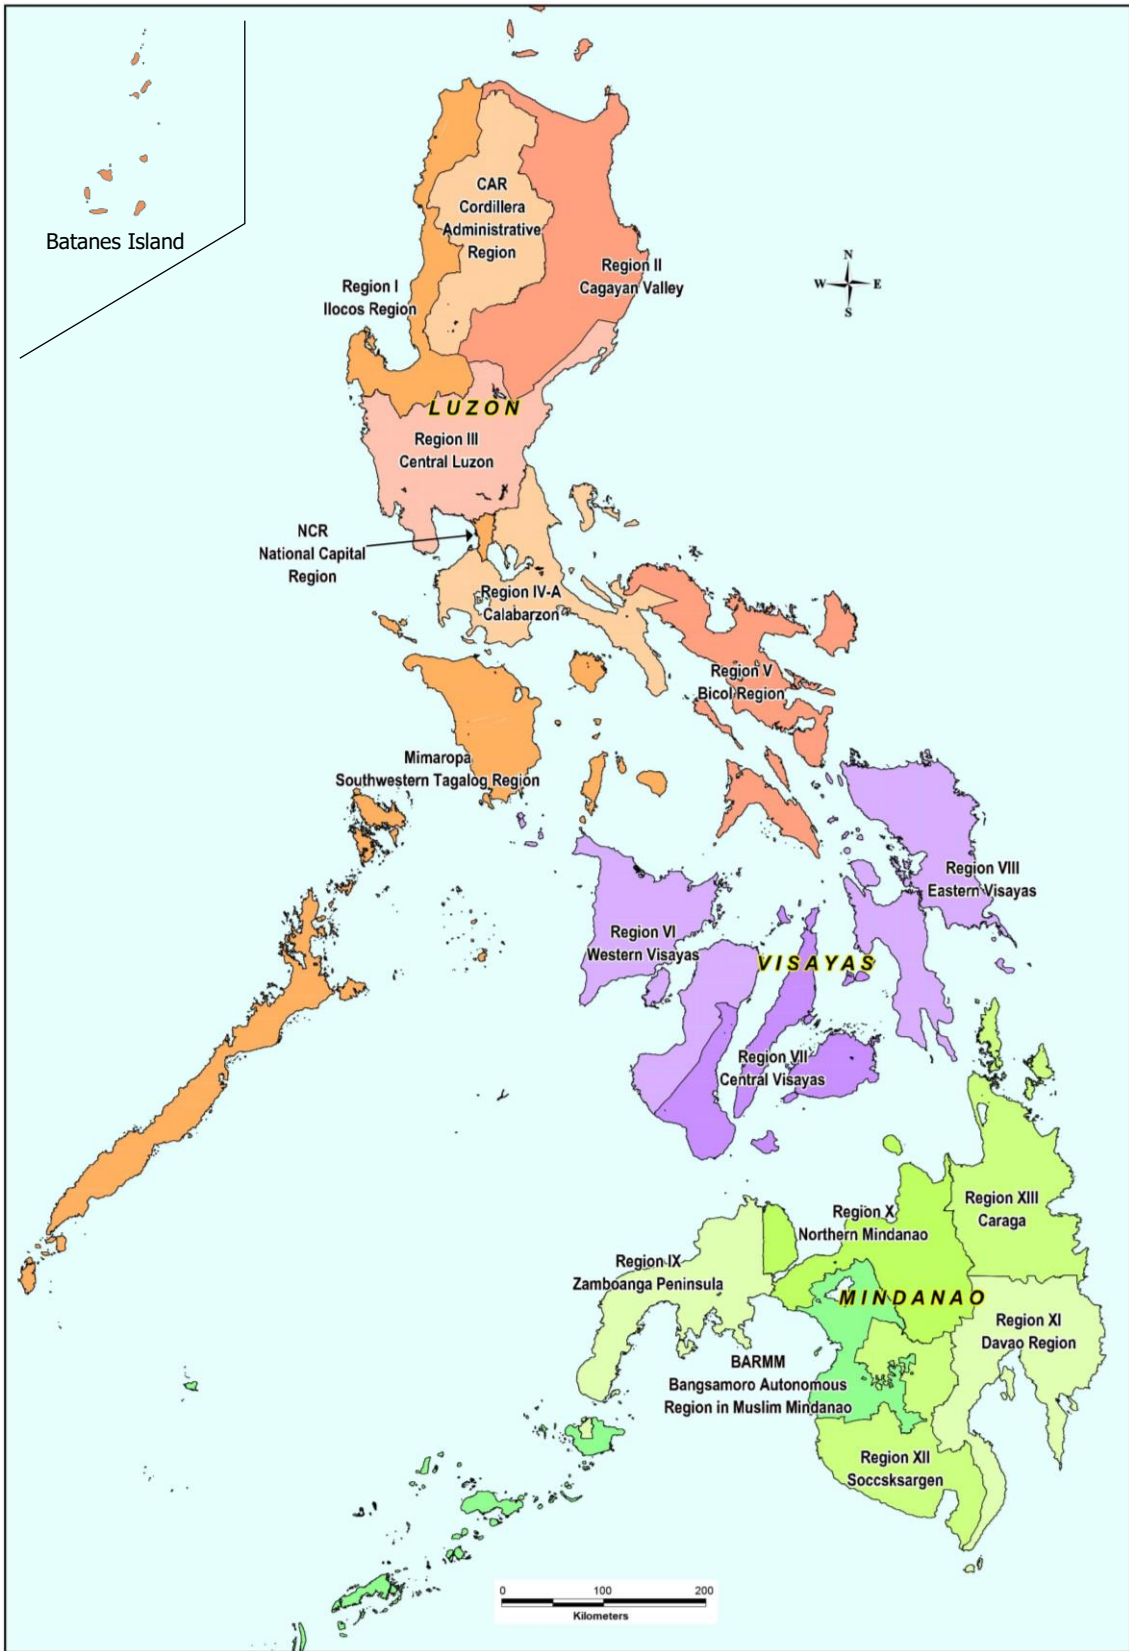 Batanes Island
CAR
Cordillera
Administrative
Region
Region II
Cagayan Valley
N
W E
S
Region I
Ilocos Region
LUZON
Region III
Central Luzon
NCR
National Capital
Region
Region IV-A
Calabarzon
Region V
Bicol Region
Mimaropa
Southwestern Tagalog Region
Region VIII
Eastern Visayas
Region VI
Western Visayas
VISAYAS
Region VII
Central Visayas
Region XIII
Caraga
Region X
Northern Mindanao
Region IX
Zamboanga Peninsula
MINDANAO
Region XI
Davao Region
BARMM
Bangsamoro Autonomous
Region in Muslim Mindanao
Region XII
Soccsksargen
0 100 200
Kilometers